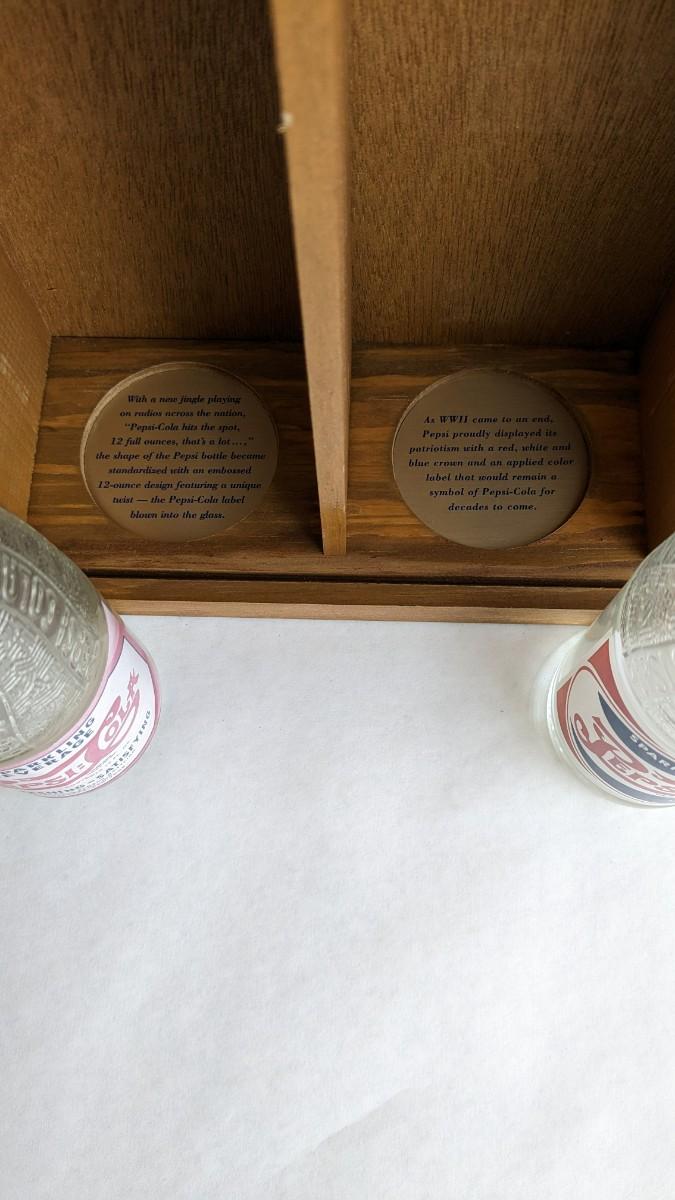 With a new jingle playing
on radios across the nation,
"Pepsi-Cola hits the spot,
12 full ounces, that's a lot...,"
the shape of the Pepsi bottle became
standardized with an embossed
12-ounce design featuring a unique
twist — the Pepsi-Cola label
blown into the glass.
As WWII came to an end,
Pepsi proudly displayed its
patriotism with a red, white and
blue crown and an applied color
label that would remain a
symbol of Pepsi-Cola for
decades to come.
COLA
SATISFYING